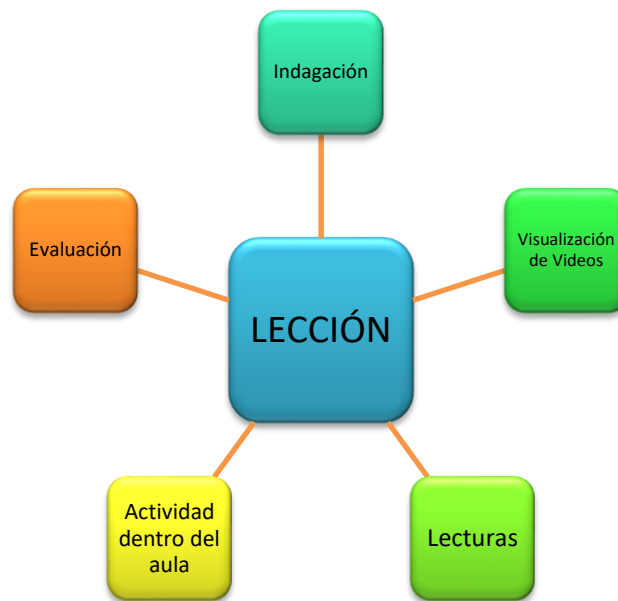 Indagación
Visualización
de Videos
Evaluación
LECCIÓN
Actividad
dentro del
aula
Lecturas